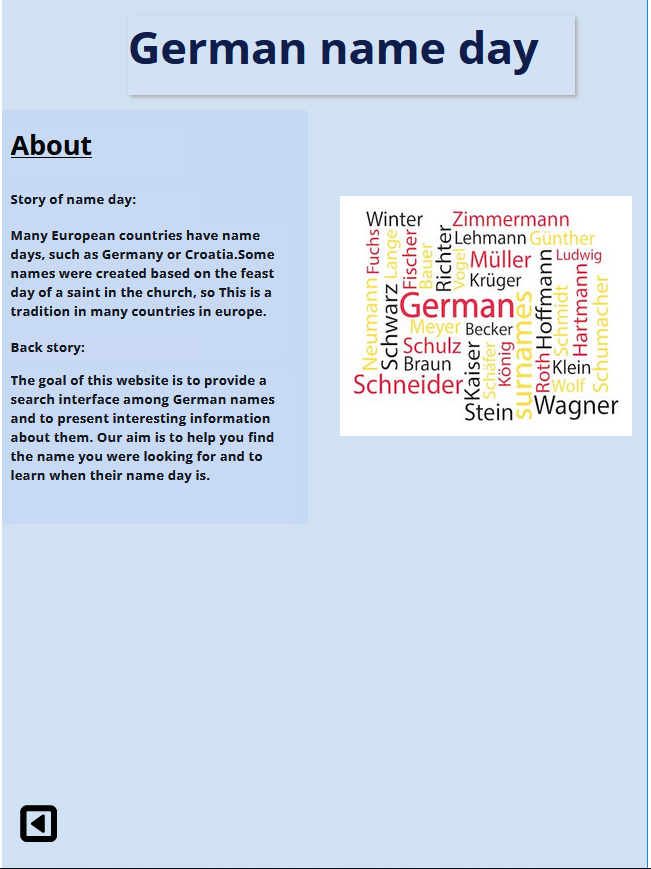 German name day
About
Story of name day:
Many European countries have name
days, such as Germany or Croatia.Some
names were created based on the feast
day of a saint in the church, so This is a
tradition in many countries in europe.
Back story:
The goal of this website is to provide a
search interface among German names
and to present interesting information
about them. Our aim is to help you find
the name you were looking for and to
learn when their name day is.
Winter
Zimmermann
Fuchs
Lange
Fischer
Bauer
Richter
Vogel
Lehmann
Günther
Müller
Ludwig
Krüger
Neumann
Schwarz
German
surnames
Hoffmann
Schmidt
Hartmann
Schumacher
Meyer
Becker
Schulz
Braun
Kaiser
Schäfer
König
Roth
Klein
Wolf
Schneider
Stein
Wagner